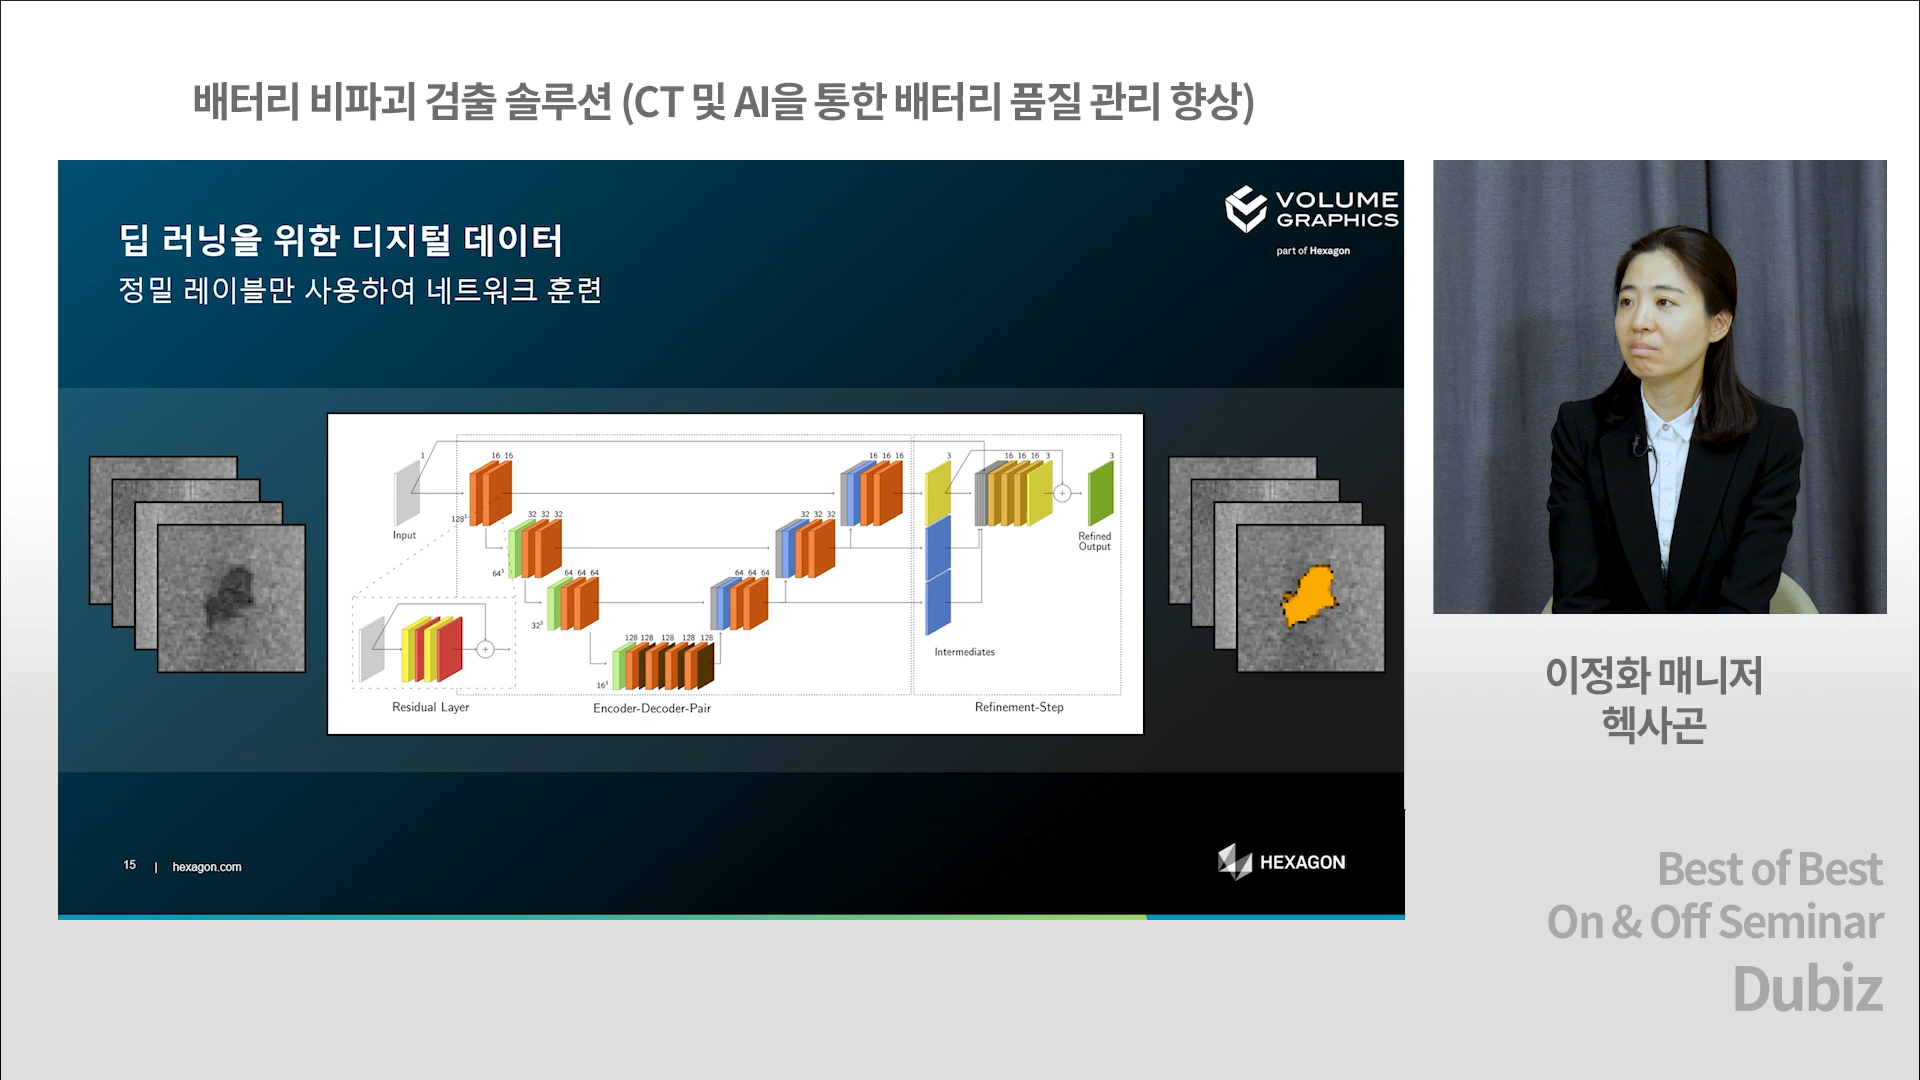 배터리 비파괴 검출 솔루션 (CT 및 AI을 통한 배터리 품질 관리 향상)
VOLUME
GRAPHICS
part of Hexagon
딥 러닝을 위한 디지털 데이터
정밀 레이블만 사용하여 네트워크 훈련
1
16 16
16 16 16
3
16 16 16 3
3
128³
Input
32 32 32
32 32 32
Refined
Output
64³
64 64 64
64 64 64
32³
128 128 128 128 128
16³
Intermediates
Residual Layer
Encoder-Decoder-Pair
Refinement-Step
이정화 매니저
헥사곤
15 | hexagon.com
HEXAGON
Best of Best
On & Off Seminar
Dubiz